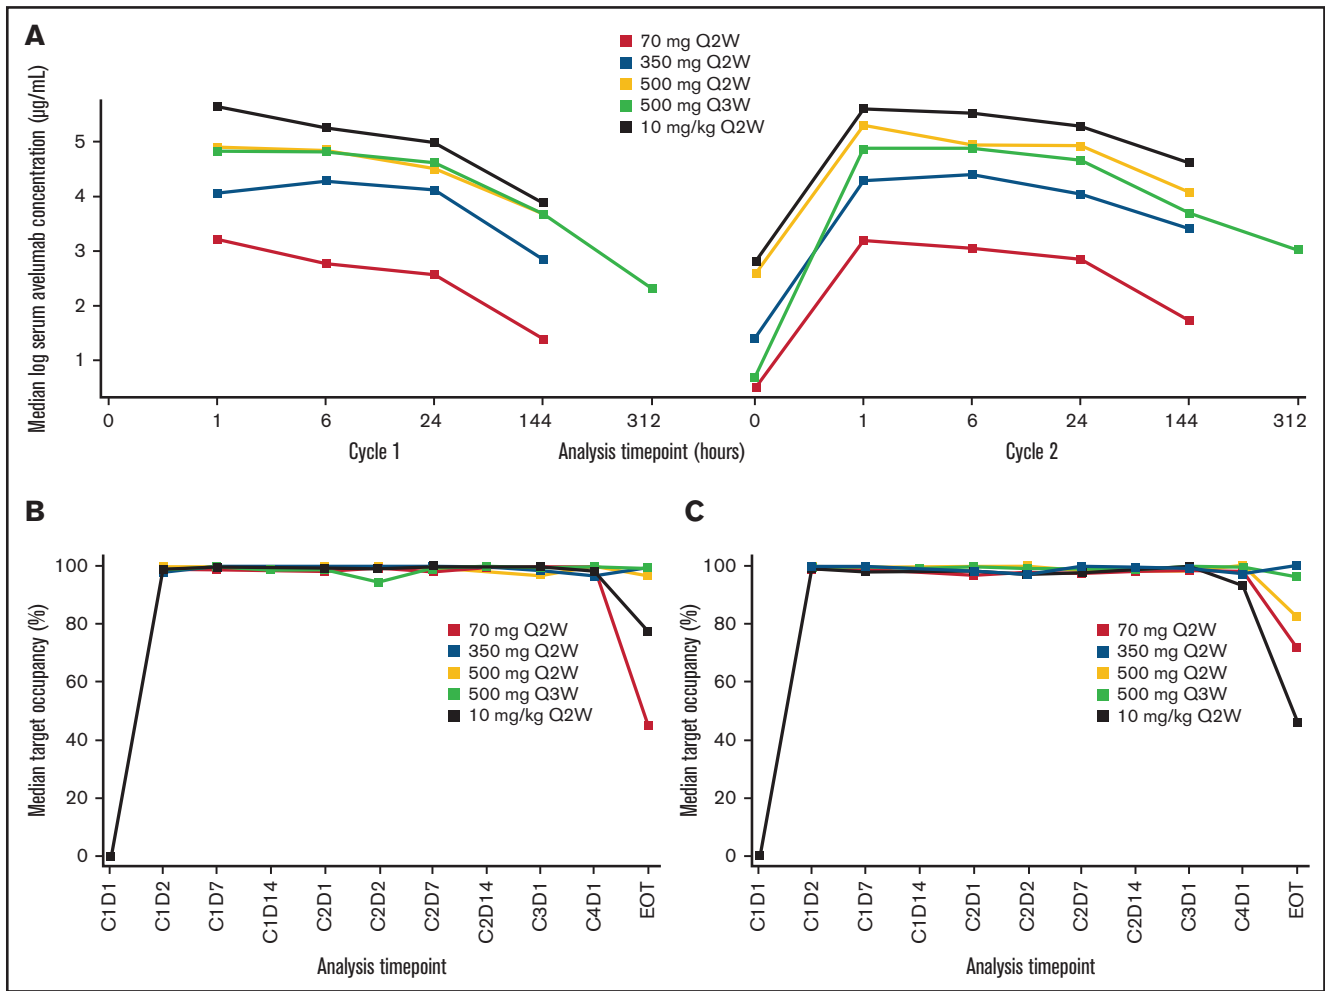 A
70 mg Q2W
350 mg Q2W
500 mg Q2W
500 mg Q3W
10 mg/kg Q2W
Median log serum avelumab concentration (µg/mL)
5
4
3
2
1
0 1 6 24 144 312 0 1 6 24 144 312
Cycle 1 Analysis timepoint (hours) Cycle 2
B
Median target occupancy (%)
100
80
60
40
20
0
70 mg Q2W
350 mg Q2W
500 mg Q2W
500 mg Q3W
10 mg/kg Q2W
C1D1 C1D2 C1D7 C1D14 C2D1 C2D2 C2D7 C2D14 C3D1 C4D1 EOT
Analysis timepoint
C
Median target occupancy (%)
100
80
60
40
20
0
70 mg Q2W
350 mg Q2W
500 mg Q2W
500 mg Q3W
10 mg/kg Q2W
C1D1 C1D2 C1D7 C1D14 C2D1 C2D2 C2D7 C2D14 C3D1 C4D1 EOT
Analysis timepoint